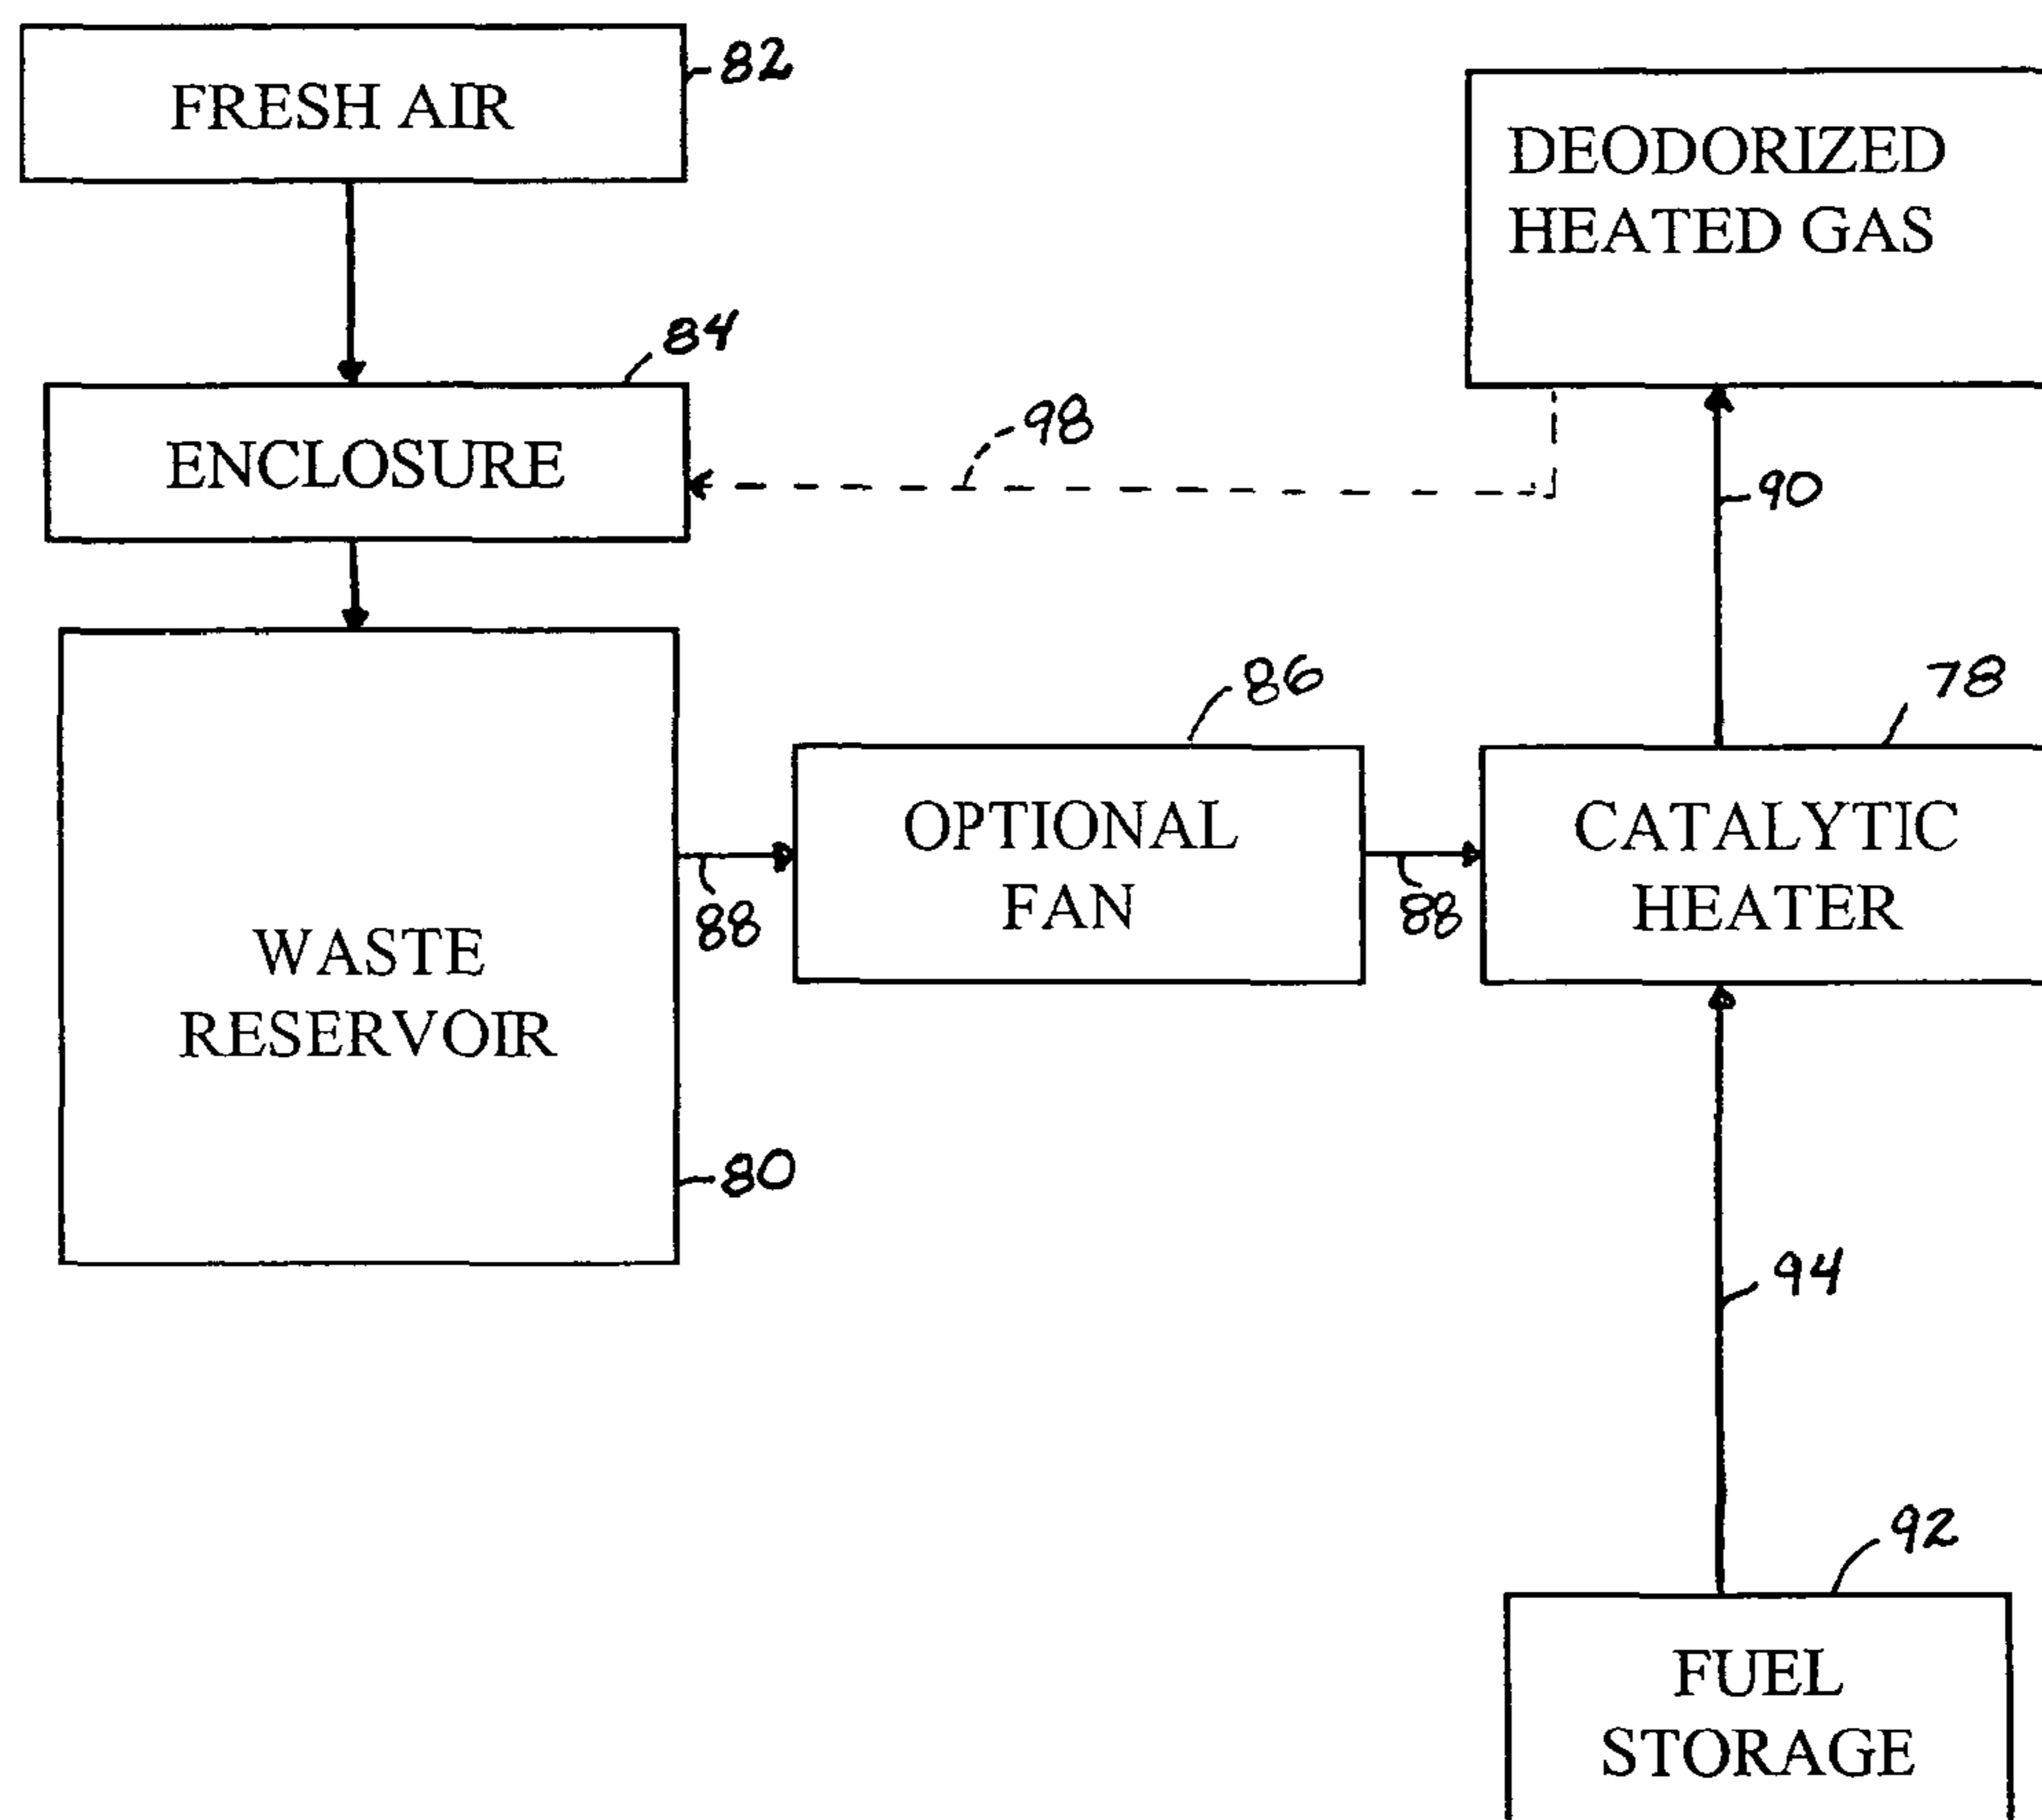 FRESH AIR
82
DEODORIZED
HEATED GAS
84
ENCLOSURE
98
90
86
78
OPTIONAL
FAN
CATALYTIC
HEATER
88
88
WASTE
RESERVOIR
80
94
92
FUEL
STORAGE